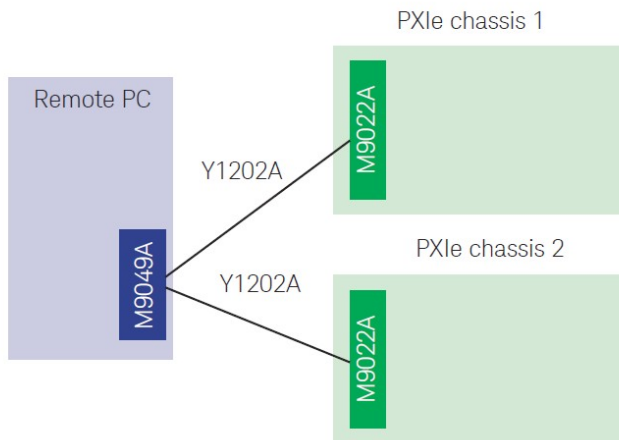 PXIe chassis 1
Remote PC
M9022A
Y1202A
M9049A
PXIe chassis 2
Y1202A
M9022A